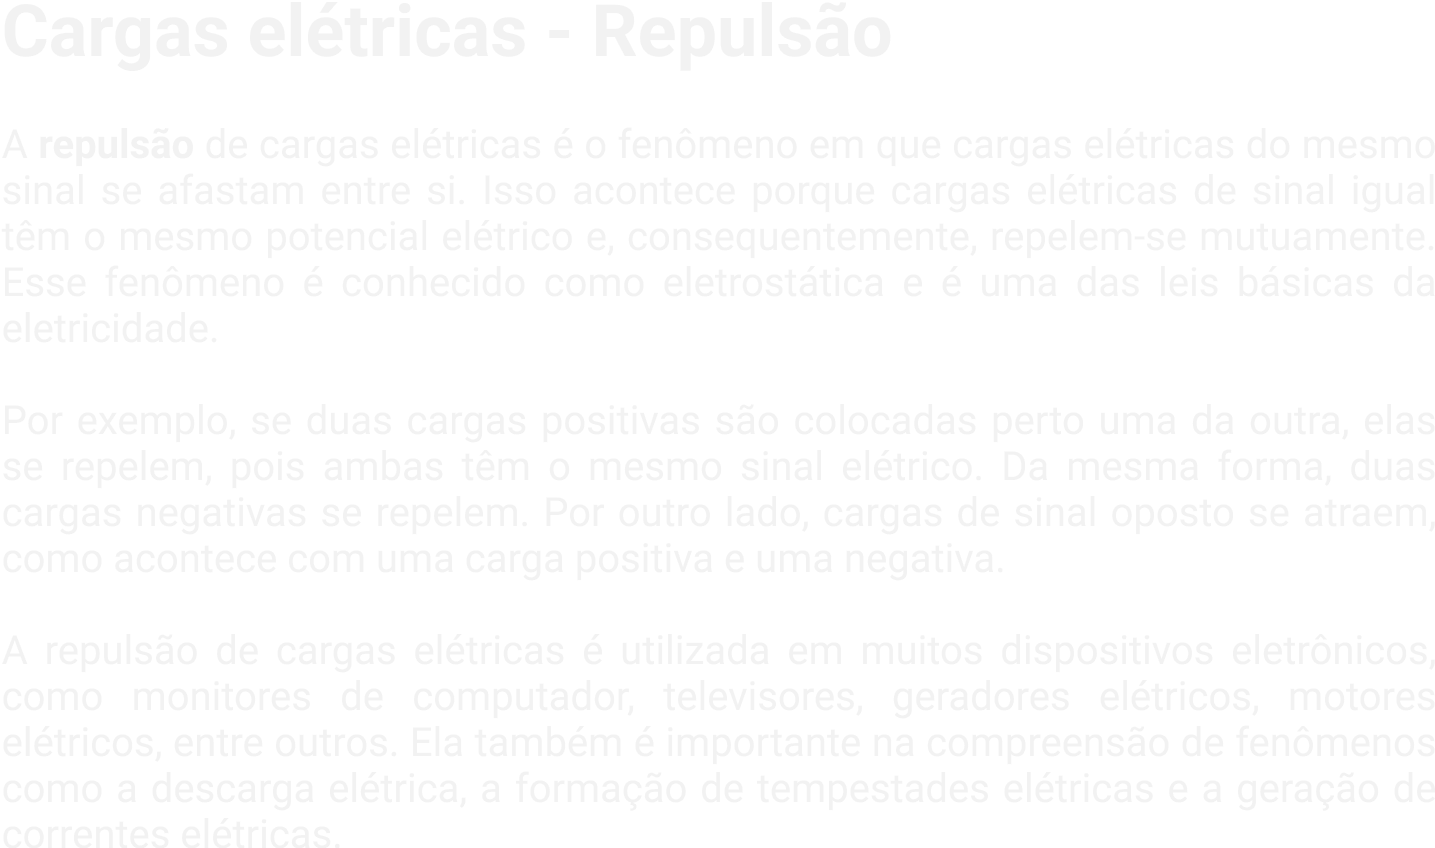 Cargas elétricas - Repulsão
A repulsão de cargas elétricas é o fenômeno em que cargas elétricas do mesmo
sinal se afastam entre si. Isso acontece porque cargas elétricas de sinal igual
têm o mesmo potencial elétrico e, consequentemente, repelem-se mutuamente.
Esse fenômeno é conhecido como eletrostática e é uma das leis básicas da
eletricidade.
Por exemplo, se duas cargas positivas são colocadas perto uma da outra, elas
se repelem, pois ambas têm o mesmo sinal elétrico. Da mesma forma, duas
cargas negativas se repelem. Por outro lado, cargas de sinal oposto se atraem,
como acontece com uma carga positiva e uma negativa.
A repulsão de cargas elétricas é utilizada em muitos dispositivos eletrônicos,
como monitores de computador, televisores, geradores elétricos, motores
elétricos, entre outros. Ela também é importante na compreensão de fenômenos
como a descarga elétrica, a formação de tempestades elétricas e a geração de
correntes elétricas.